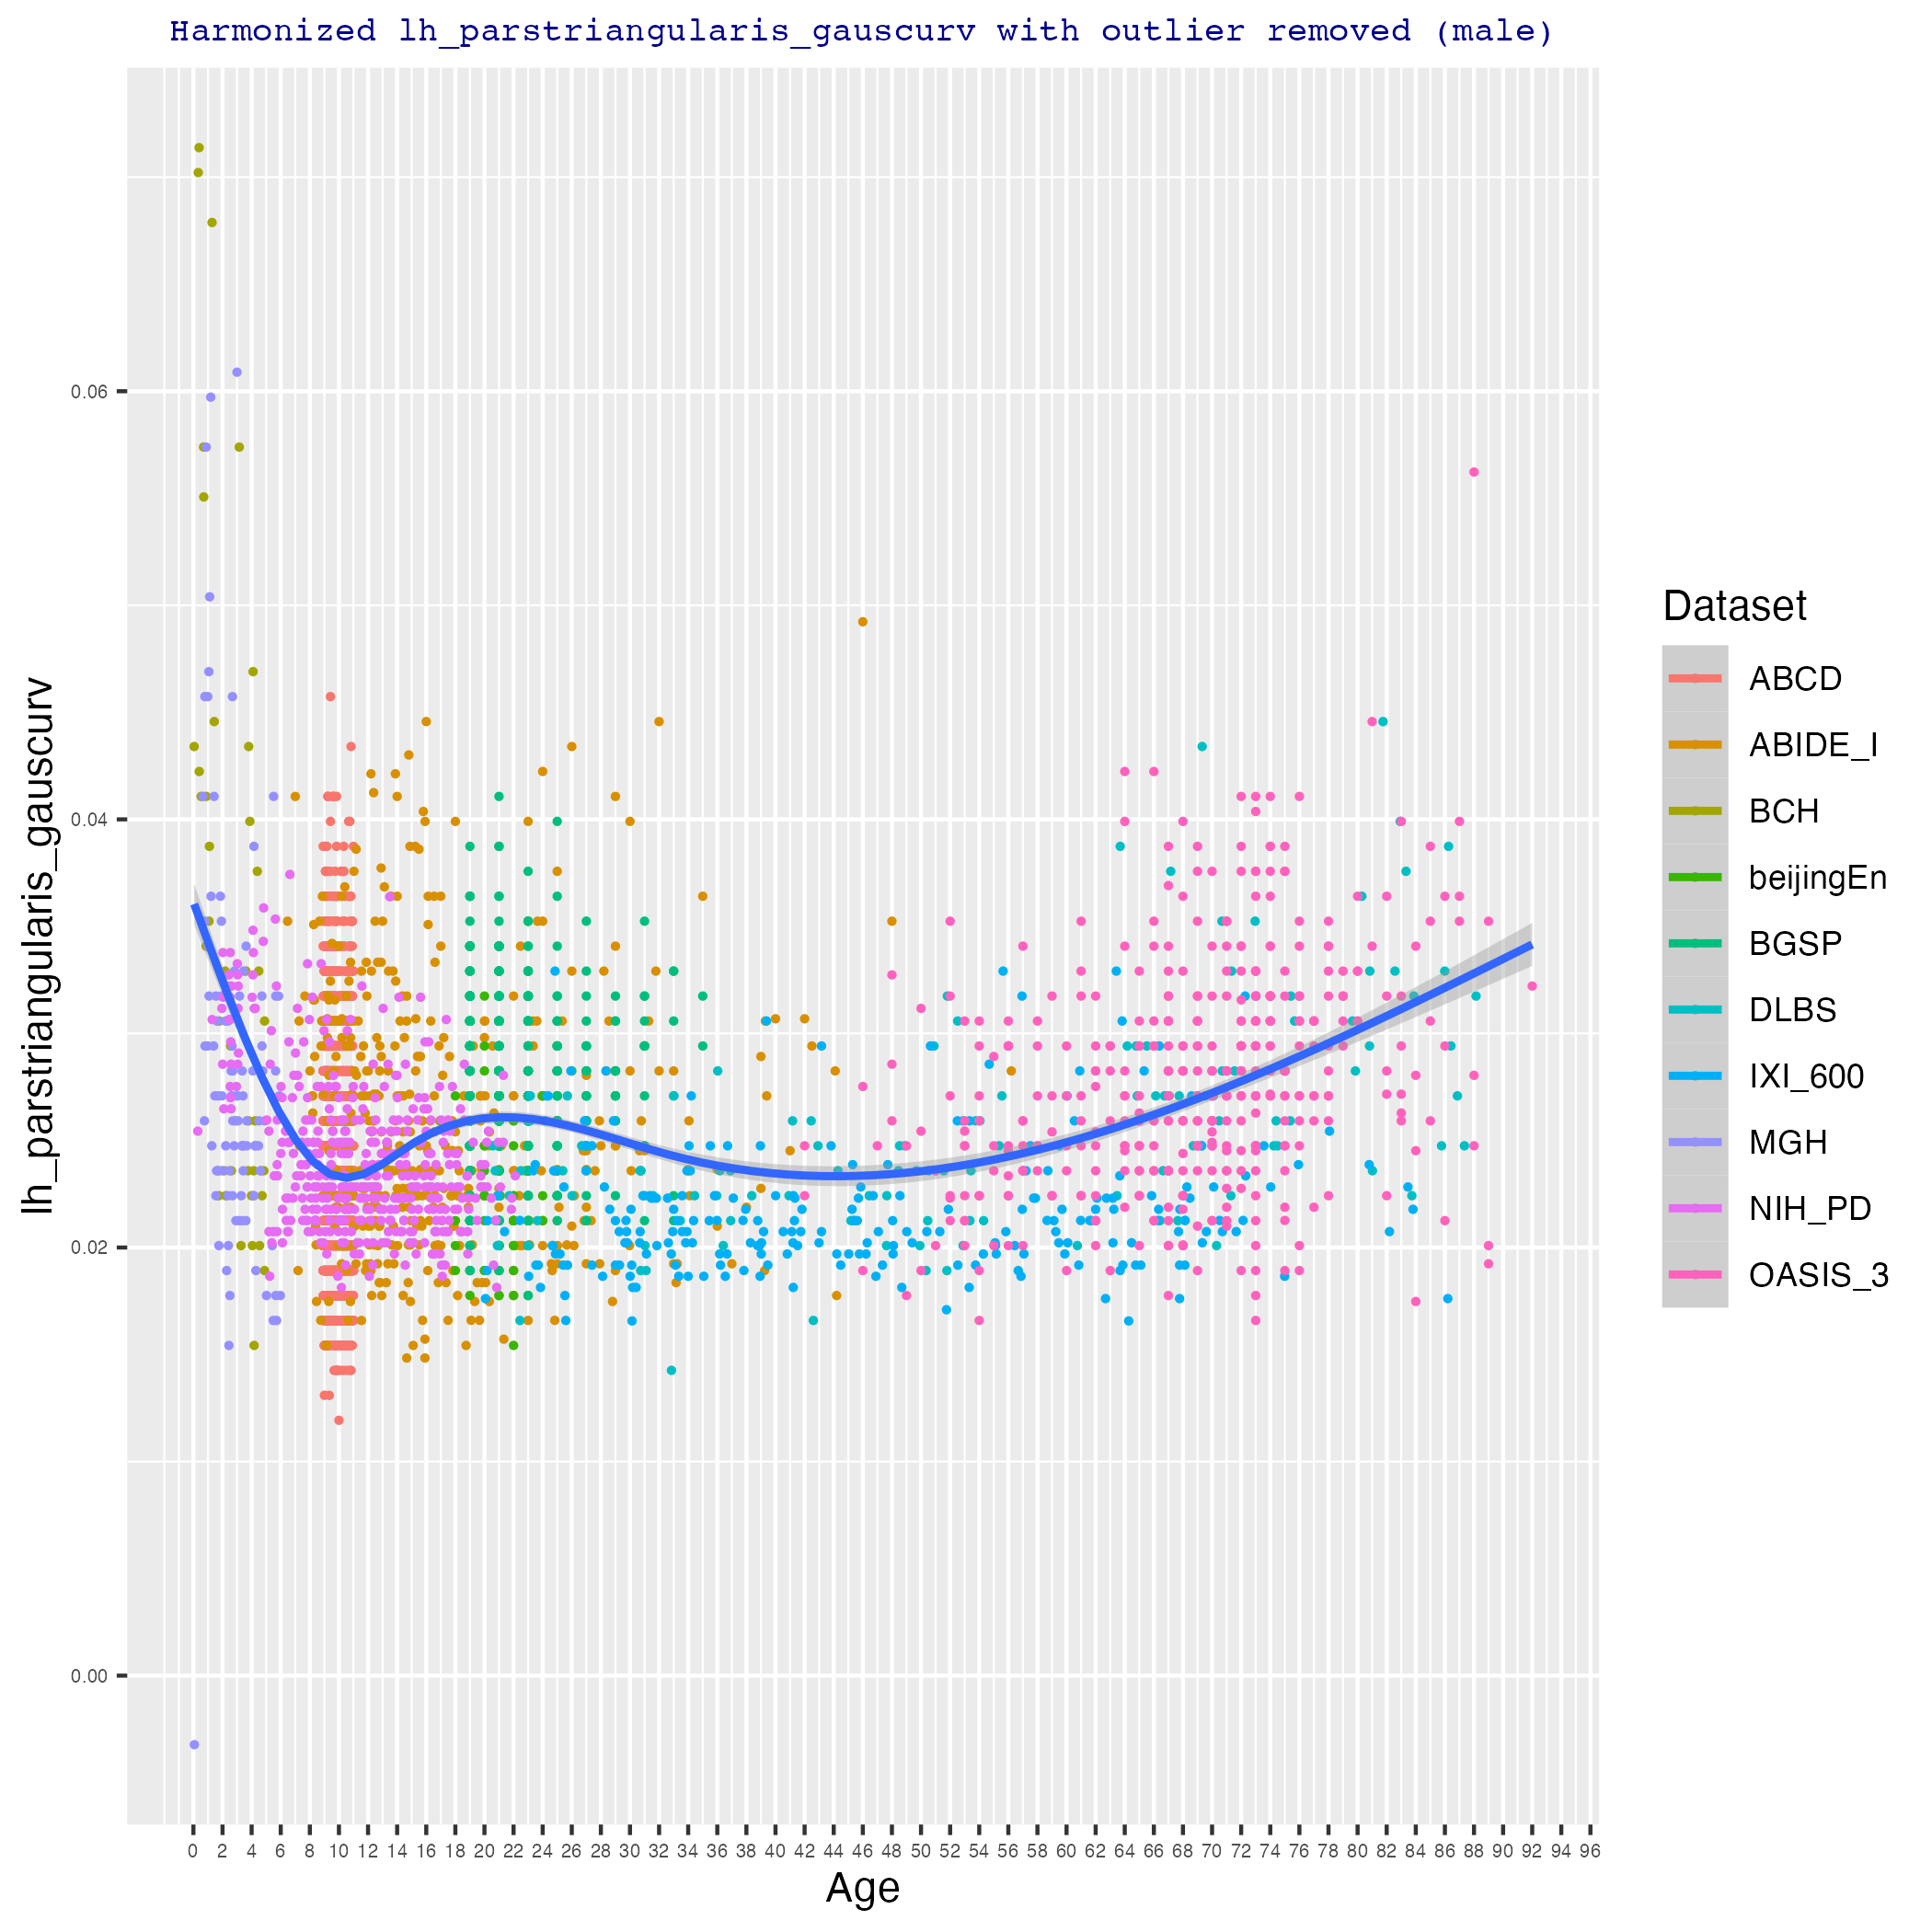 Harmonized lh_parstriangularis_gauscurv with outlier removed (male)
lh_parstriangularis_gauscurv
0.06
0.04
0.02
0.00
0 2 4 6 8 10 12 14 16 18 20 22 24 26 28 30 32 34 36 38 40 42 44 46 48 50 52 54 56 58 60 62 64 66 68 70 72 74 76 78 80 82 84 86 88 90 92 94 96
Age
Dataset
ABCD
ABIDE_I
BCH
beijingEn
BGSP
DLBS
IXI_600
MGH
NIH_PD
OASIS_3